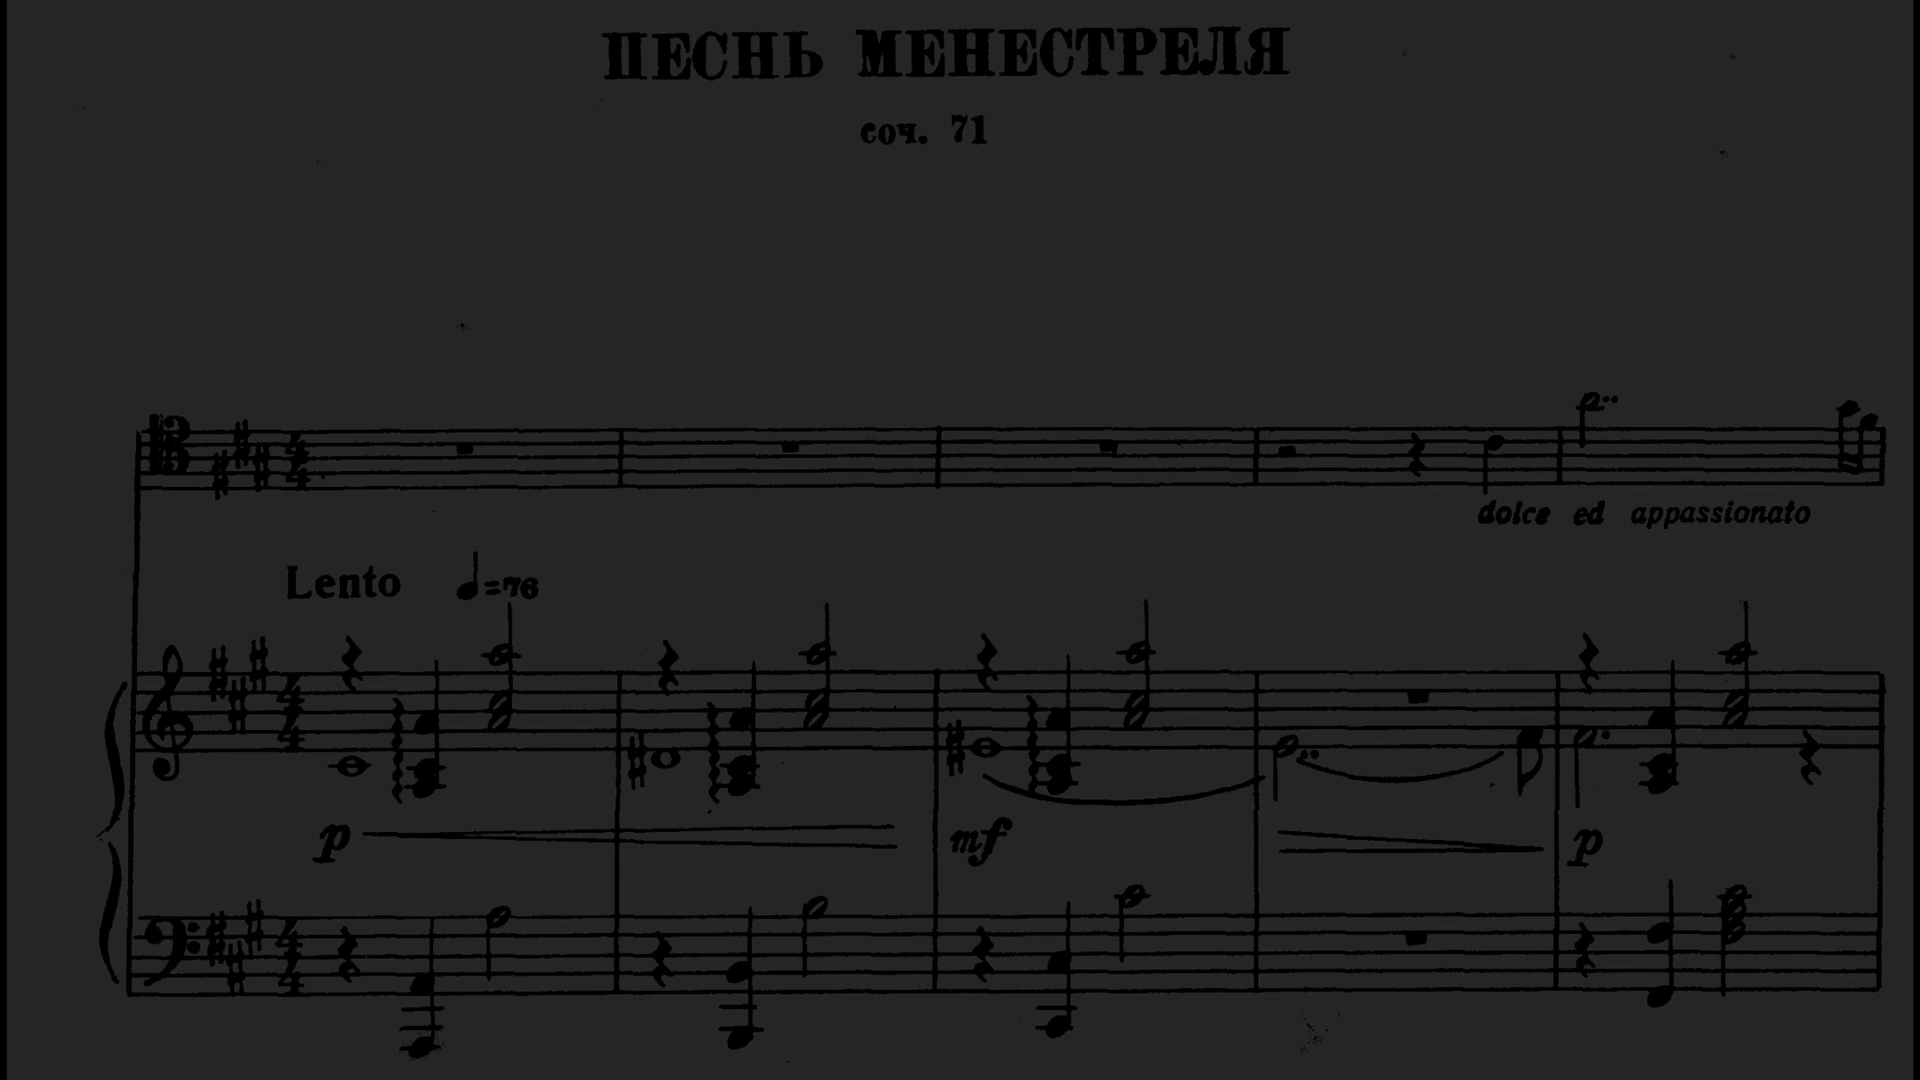 ПЕСНЬ МЕНЕСТРЕЛЯ
соч. 71
dolce ed appassionato
Lento ♩=76
p mf p